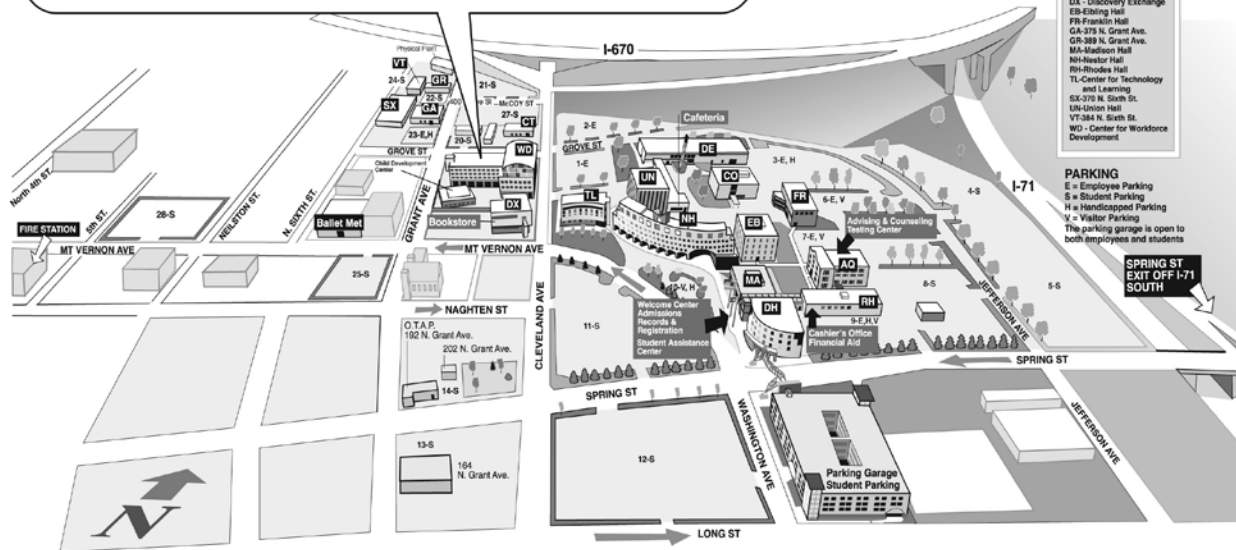 DX - Discovery Exchange
EB-Eibling Hall
FR-Franklin Hall
GA-375 N. Grant Ave.
GR-389 N. Grant Ave.
MA-Madison Hall
NH-Nestor Hall
RH-Rhodes Hall
TL-Center for Technology
and Learning
SX-370 N. Sixth St.
UN-Union Hall
VT-384 N. Sixth St.
WD - Center for Workforce
Development
PARKING
E = Employee Parking
S = Student Parking
H = Handicapped Parking
V = Visitor Parking
The parking garage is open to
both employees and students
SPRING ST
EXIT OFF I-71
SOUTH
I-670
I-71
Physical Plant
VT
24-S
GR
21-S
SX
22-S
GA
400
McCOY ST
27-S
CT
23-E,H
20-S
GROVE ST
WD
Child Development
Center
Bookstore
DX
2-E
GROVE ST
1-E
Cafeteria
DE
3-E, H
4-S
UN
CO
TL
NH
FR
6-E, V
EB
7-E, V
Advising & Counseling
Testing Center
AQ
MA
10-V, H
8-S
5-S
RH
DH
9-E,H,V
Welcome Center
Admissions
Records &
Registration
Student Assistance
Center
Cashier's Office
Financial Aid
North 4th ST.
5th ST.
NEILSTON ST.
N. SIXTH ST.
GRANT AVE
28-S
Ballet Met
FIRE STATION
MT VERNON AVE
MT VERNON AVE
25-S
NAGHTEN ST
CLEVELAND AVE
11-S
JEFFERSON AVE
O.T.A.P.
192 N. Grant Ave.
202 N. Grant Ave.
14-S
SPRING ST
SPRING ST
WASHINGTON AVE
JEFFERSON AVE
13-S
164
N. Grant Ave.
12-S
Parking Garage
Student Parking
N
LONG ST